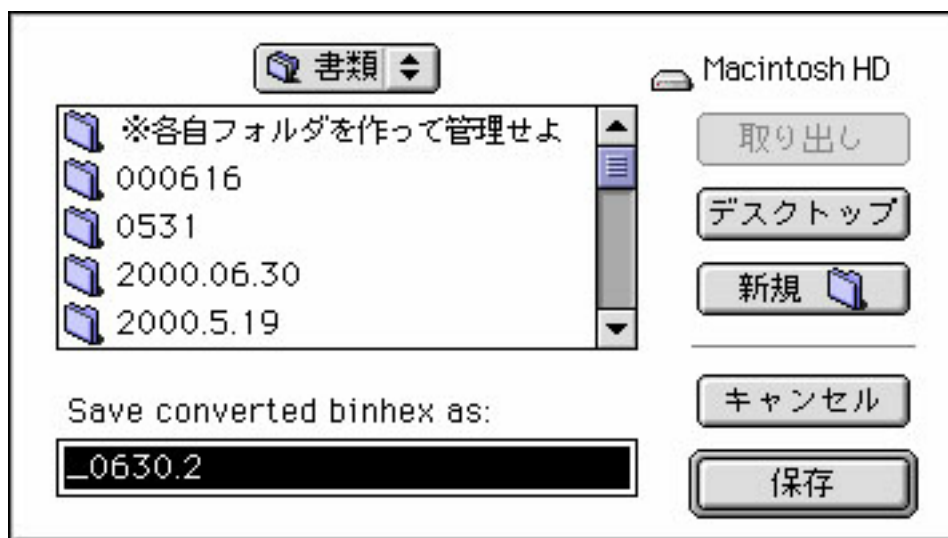 書類
Macintosh HD
※各自フォルダを作って管理せよ
000616
0531
2000.06.30
2000.5.19
取り出し
デスクトップ
新規
Save converted binhex as:
_0630.2
キャンセル
保存